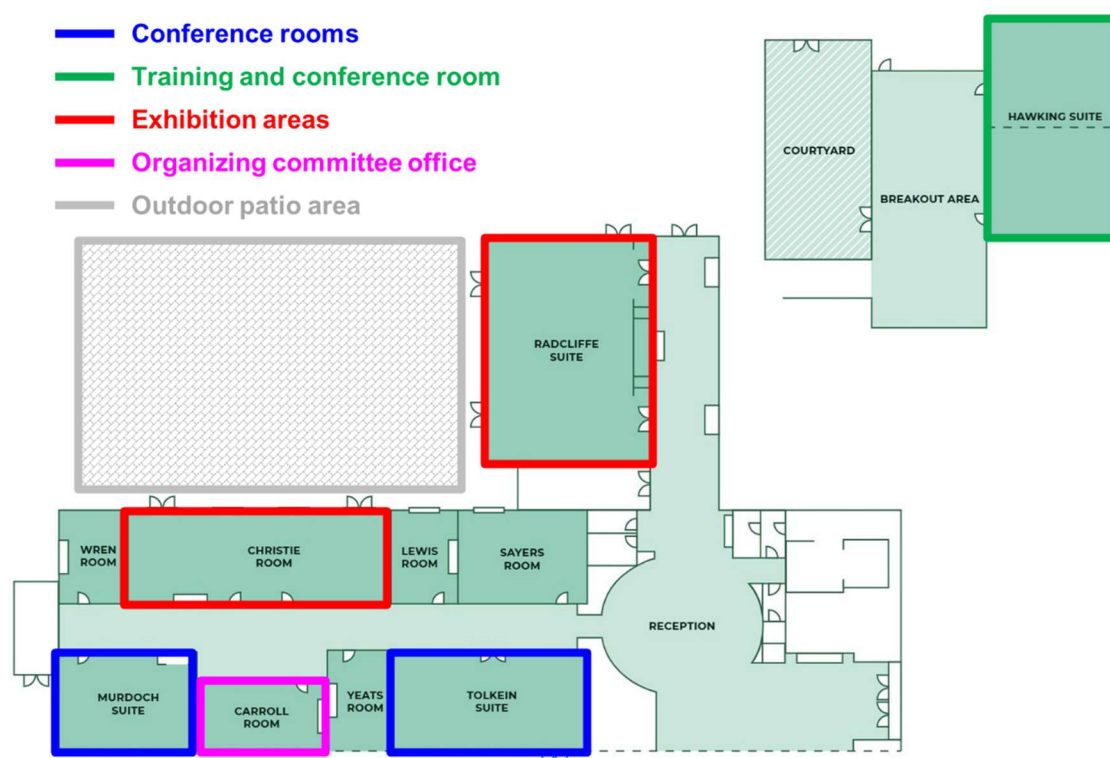 Conference rooms
Training and conference room
Exhibition areas
Organizing committee office
Outdoor patio area
HAWKING SUITE
COURTYARD
BREAKOUT AREA
RADCLIFFE
SUITE
WREN
ROOM
CHRISTIE
ROOM
LEWIS
ROOM
SAYERS
ROOM
RECEPTION
MURDOCH
SUITE
CARROLL
ROOM
YEATS
ROOM
TOLKEIN
SUITE